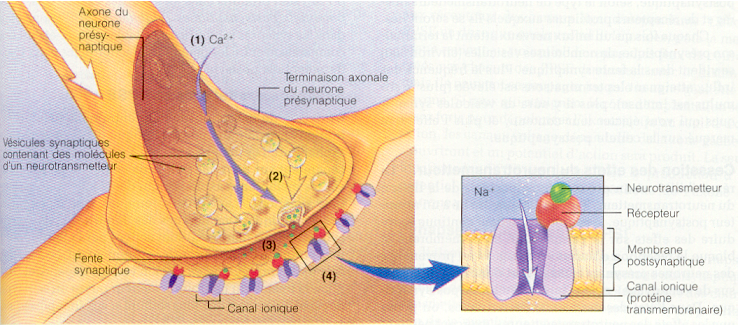 Axone du
neurone
présy-
naptique
(1) Ca²⁺
Terminaison axonale
du neurone
présynaptique
Vésicules synaptiques
contenant des molécules
d'un neurotransmetteur
(2)
(3)
(4)
Fente
synaptique
Canal ionique
Na⁺
Neurotransmetteur
Récepteur
Membrane
postsynaptique
Canal ionique
(protéine
transmembranaire)